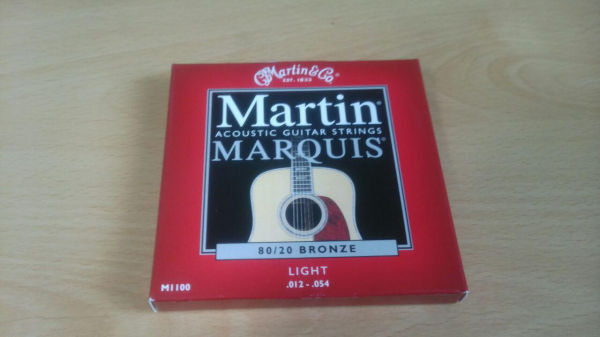 Martin & Co.
EST. 1833
Martin®
ACOUSTIC GUITAR STRINGS
MARQUIS®
80/20 BRONZE
LIGHT
M1100
.012 - .054